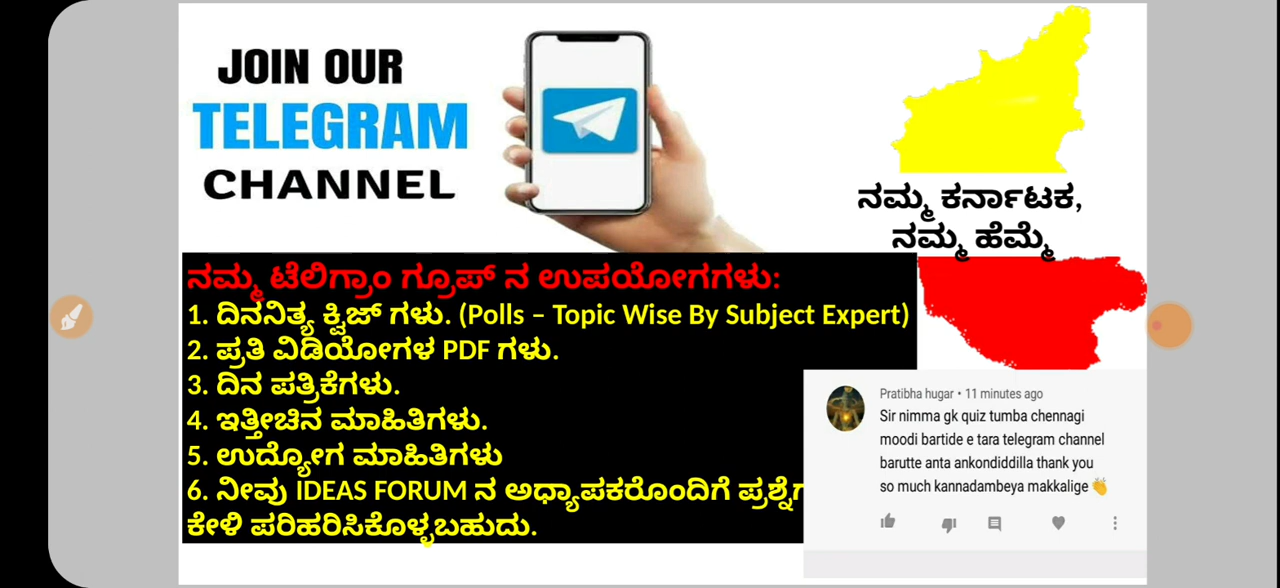 JOIN OUR
TELEGRAM
CHANNEL
ನಮ್ಮ ಕರ್ನಾಟಕ,
ನಮ್ಮ ಹೆಮ್ಮೆ
ನಮ್ಮ ಟೆಲಿಗ್ರಾಂ ಗ್ರೂಪ್ ನ ಉಪಯೋಗಗಳು:
1. ದಿನನಿತ್ಯ ಕ್ವಿಜ್ ಗಳು. (Polls – Topic Wise By Subject Expert)
2. ಪ್ರತಿ ವಿಡಿಯೋಗಳ PDF ಗಳು.
3. ದಿನ ಪತ್ರಿಕೆಗಳು.
4. ಇತ್ತೀಚಿನ ಮಾಹಿತಿಗಳು.
5. ಉದ್ಯೋಗ ಮಾಹಿತಿಗಳು
6. ನೀವು IDEAS FORUM ನ ಅಧ್ಯಾಪಕರೊಂದಿಗೆ
ಕೇಳಿ ಪರಿಹರಿಸಿಕೊಳ್ಳಬಹುದು.
Pratibha hugar • 11 minutes ago
Sir nimma gk quiz tumba chennagi
moodi bartide e tara telegram channel
barutte anta ankondiddilla thank you
so much kannadambeya makkalige 👏